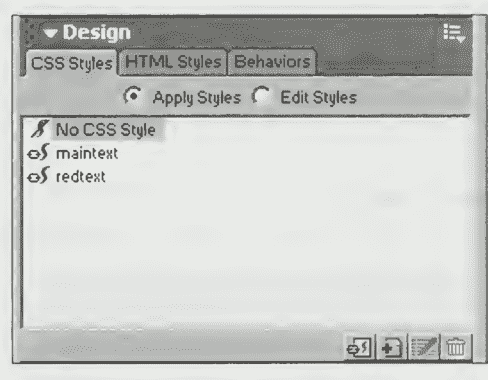 Design
CSS Styles HTML Styles Behaviors
Apply Styles Edit Styles
No CSS Style
maintext
redtext